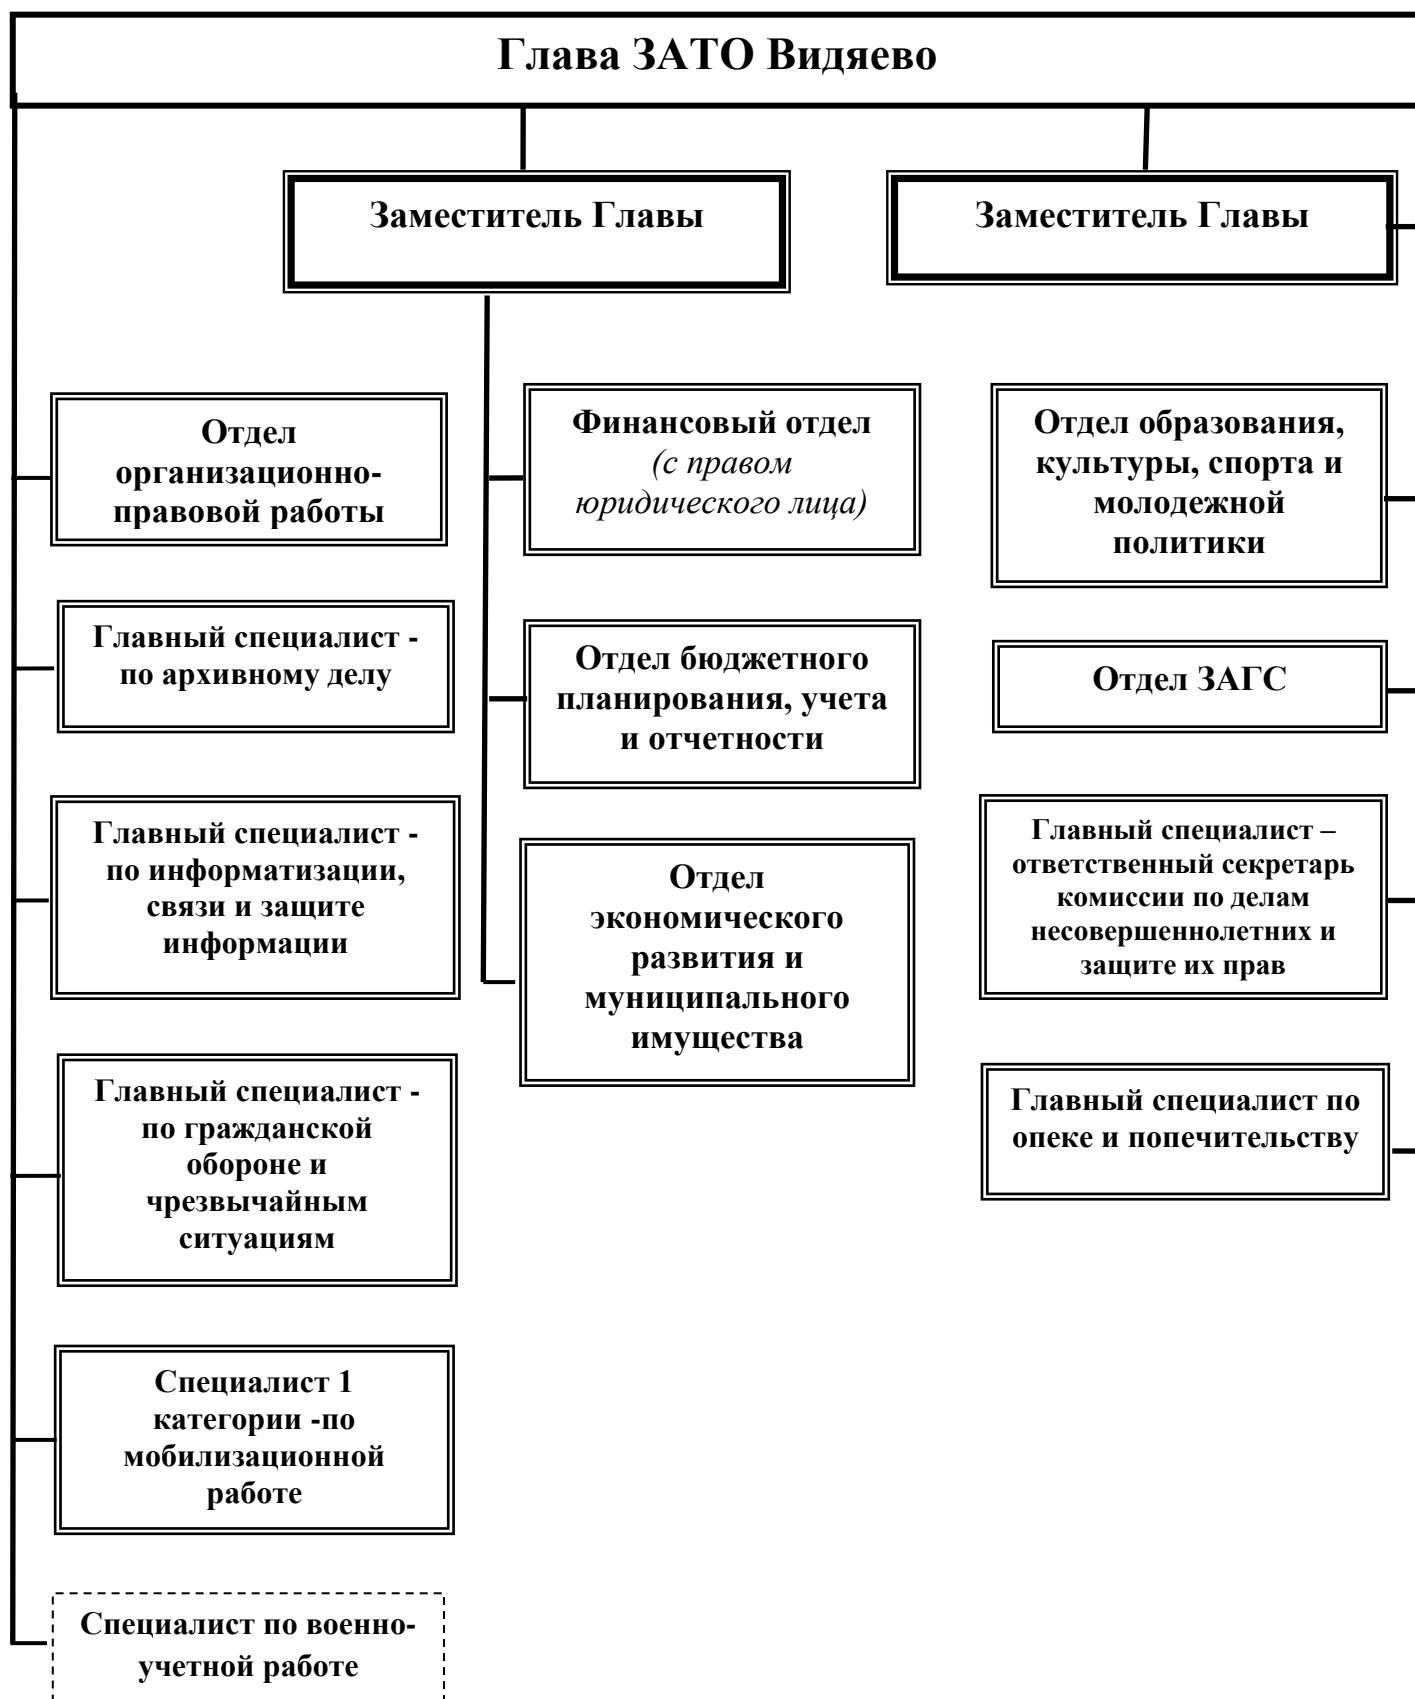 Глава ЗАТО Видяево
Заместитель Главы
Заместитель Главы
Отдел
организационно-
правовой работы
Главный специалист -
по архивному делу
Главный специалист -
по информатизации,
связи и защите
информации
Главный специалист -
по гражданской
обороне и
чрезвычайным
ситуациям
Специалист 1
категории -по
мобилизационной
работе
Специалист по военно-
учетной работе
Финансовый отдел
(с правом
юридического лица)
Отдел бюджетного
планирования, учета
и отчетности
Отдел
экономического
развития и
муниципального
имущества
Отдел образования,
культуры, спорта и
молодежной
политики
Отдел ЗАГС
Главный специалист –
ответственный секретарь
комиссии по делам
несовершеннолетних и
защите их прав
Главный специалист по
опеке и попечительству